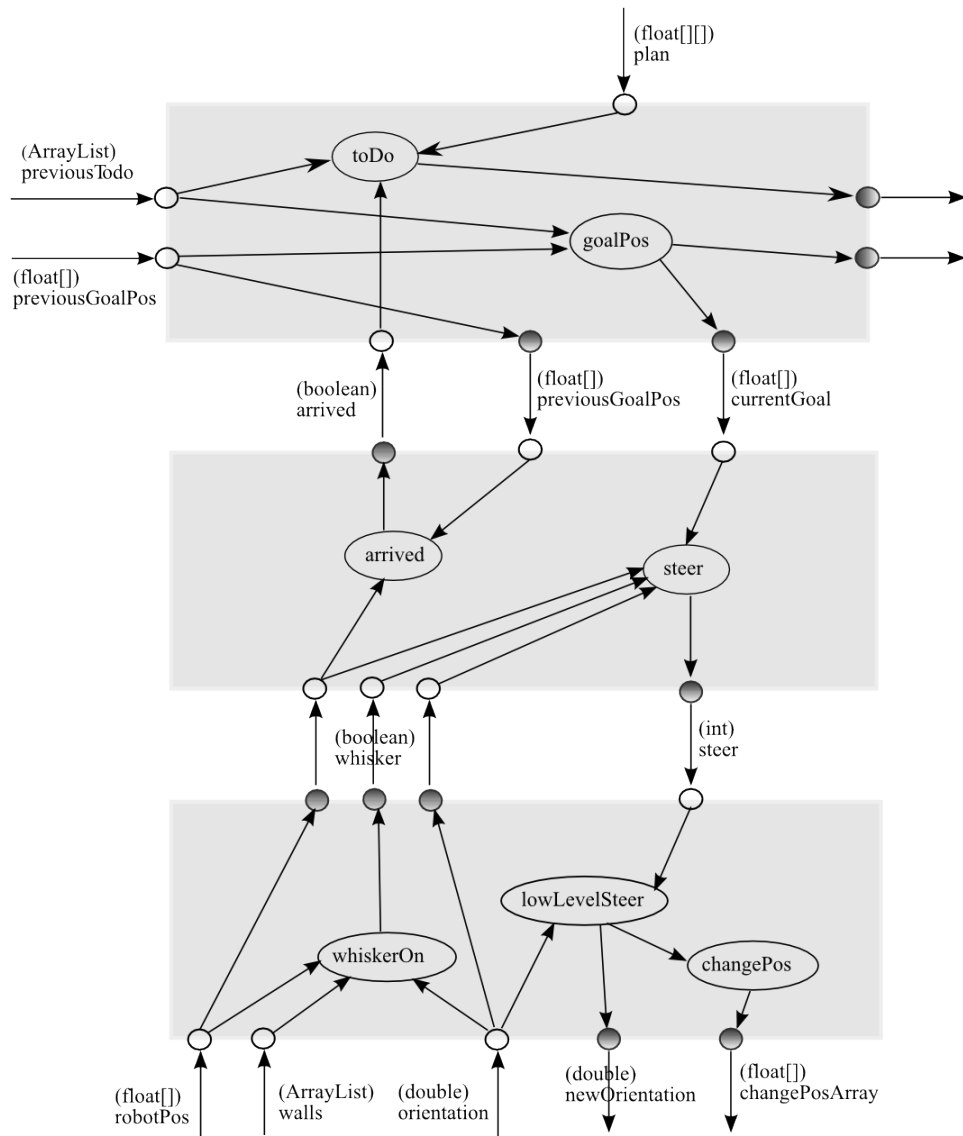 (float[][])
plan
(ArrayList)
previousTodo
toDo
goalPos
(float[])
previousGoalPos
(boolean)
arrived
(float[])
previousGoalPos
(float[])
currentGoal
arrived
steer
(boolean)
whisker
(int)
steer
lowLevelSteer
whiskerOn
changePos
(float[])
robotPos
(ArrayList)
walls
(double)
orientation
(double)
newOrientation
(float[])
changePosArray